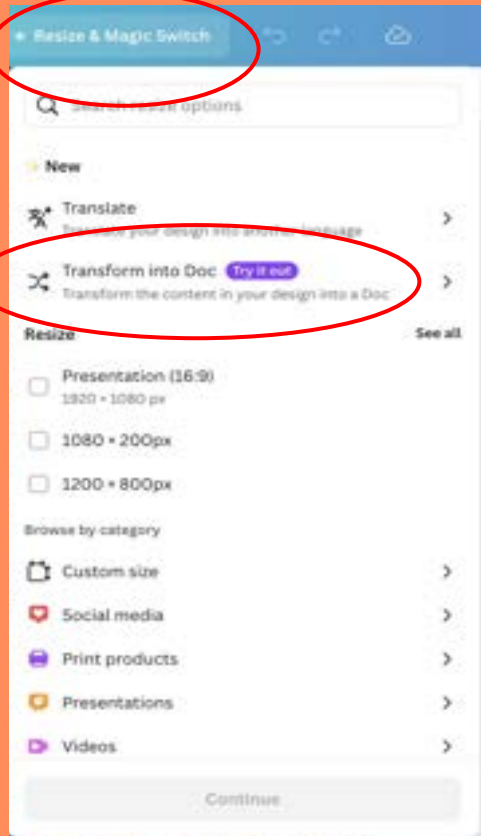 Resize & Magic Switch
Search resize options
New
Translate
Translate your design into another language
Transform into Doc Try it out
Transform the content in your design into a Doc
Resize See all
Presentation (16:9)
1920 × 1080 px
1080 × 200px
1200 × 800px
Browse by category
Custom size
Social media
Print products
Presentations
Videos
Continue